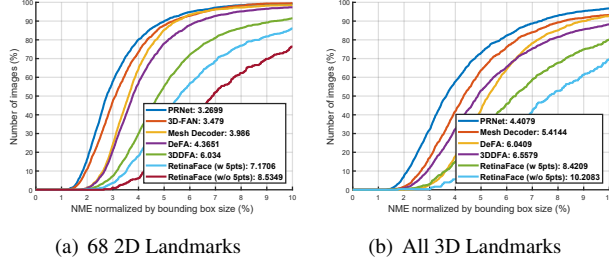 100
90
80
70
60
50
40
30
20
10
0
Number of images (%)
PRNet: 3.2699
3D-FAN: 3.479
Mesh Decoder: 3.986
DeFA: 4.3651
3DDFA: 6.034
RetinaFace (w 5pts): 7.1706
RetinaFace (w/o 5pts): 8.5349
0 1 2 3 4 5 6 7 8 9 10
NME normalized by bounding box size (%)
(a) 68 2D Landmarks
100
90
80
70
60
50
40
30
20
10
0
Number of images (%)
PRNet: 4.4079
Mesh Decoder: 5.4144
DeFA: 6.0409
3DDFA: 6.5579
RetinaFace (w 5pts): 8.4209
RetinaFace (w/o 5pts): 10.2083
0 1 2 3 4 5 6 7 8 9 10
NME normalized by bounding box size (%)
(b) All 3D Landmarks